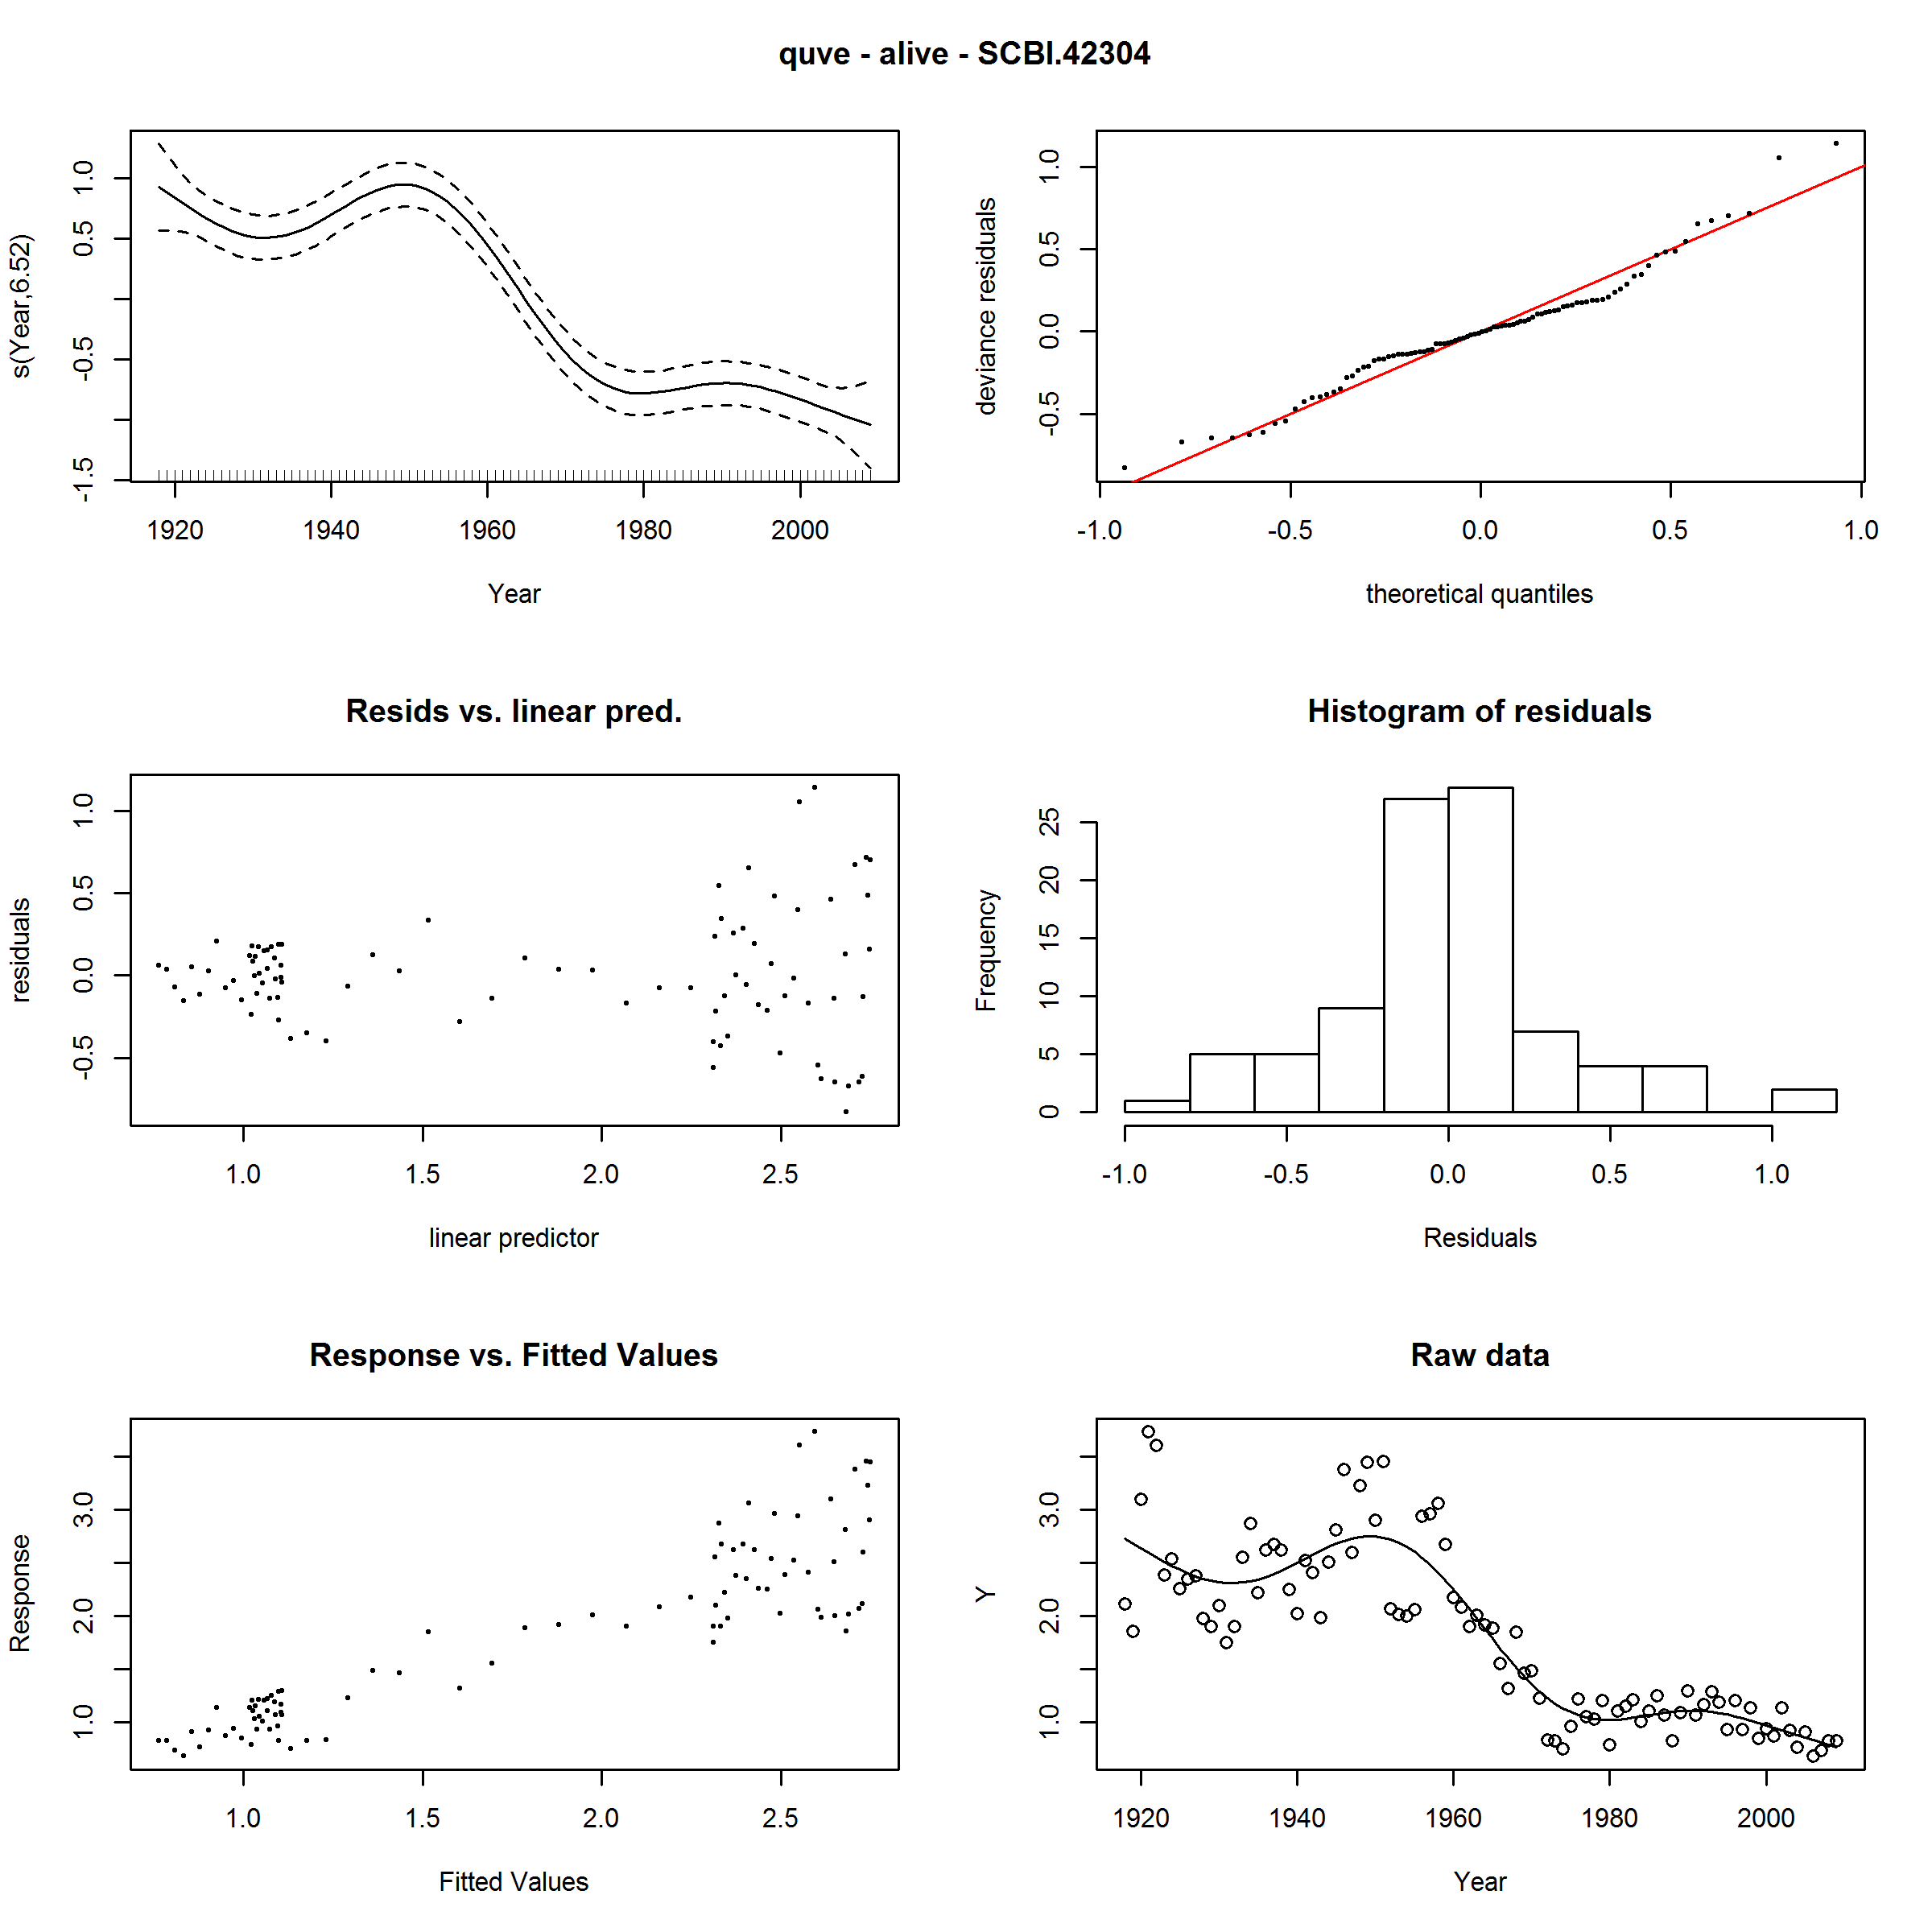 quve - alive - SCBI.42304
s(Year,6.52)
1.0
0.5
-0.5
-1.5
1920 1940 1960 1980 2000
Year
deviance residuals
1.0
0.5
0.0
-0.5
-1.0 -0.5 0.0 0.5 1.0
theoretical quantiles
Resids vs. linear pred.
residuals
1.0
0.5
0.0
-0.5
1.0 1.5 2.0 2.5
linear predictor
Histogram of residuals
Frequency
25
20
15
10
5
0
-1.0 -0.5 0.0 0.5 1.0
Residuals
Response vs. Fitted Values
Response
3.0
2.0
1.0
1.0 1.5 2.0 2.5
Fitted Values
Raw data
Y
3.0
2.0
1.0
1920 1940 1960 1980 2000
Year